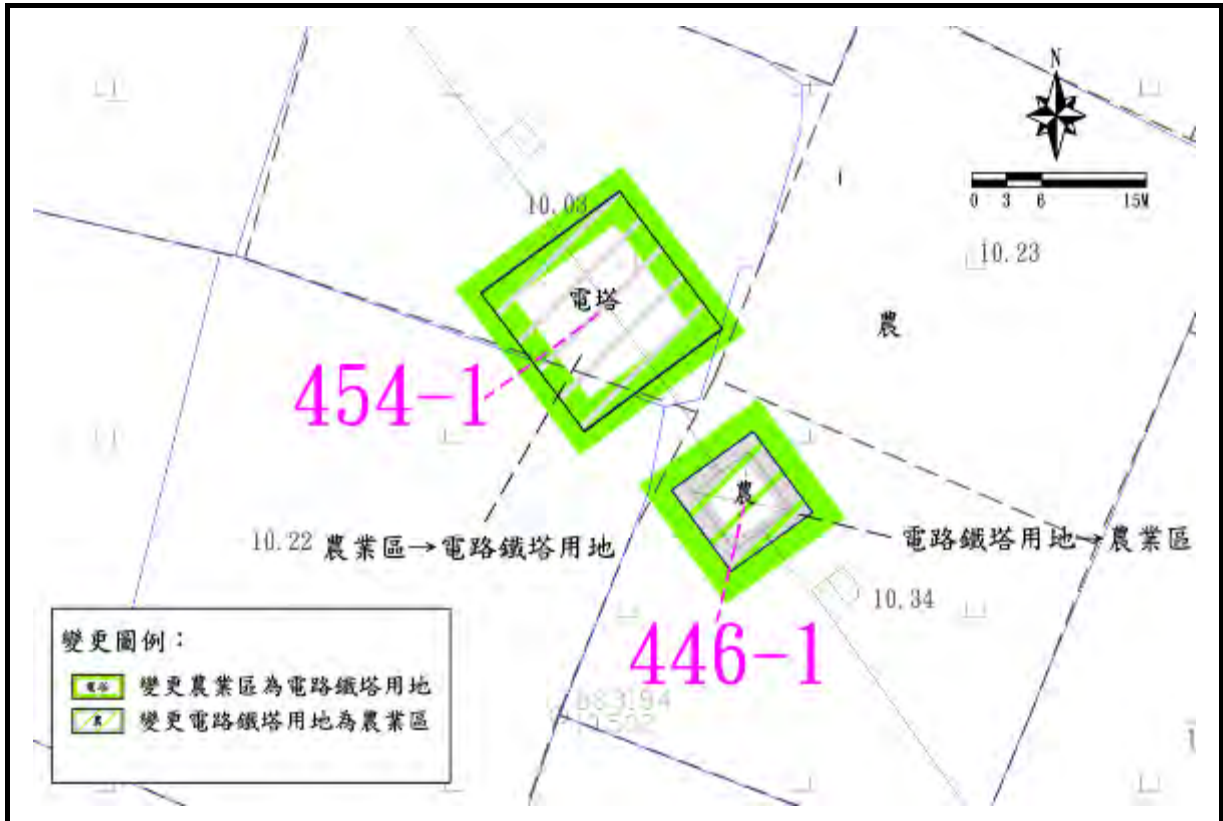 N
0 3 6 15M
10.03
10.23
電塔
農
454-1
農
10.22 農業區→電路鐵塔用地
電路鐵塔用地→農業區
10.34
446-1
變更圖例：
電塔 變更農業區為電路鐵塔用地
農 變更電路鐵塔用地為農業區